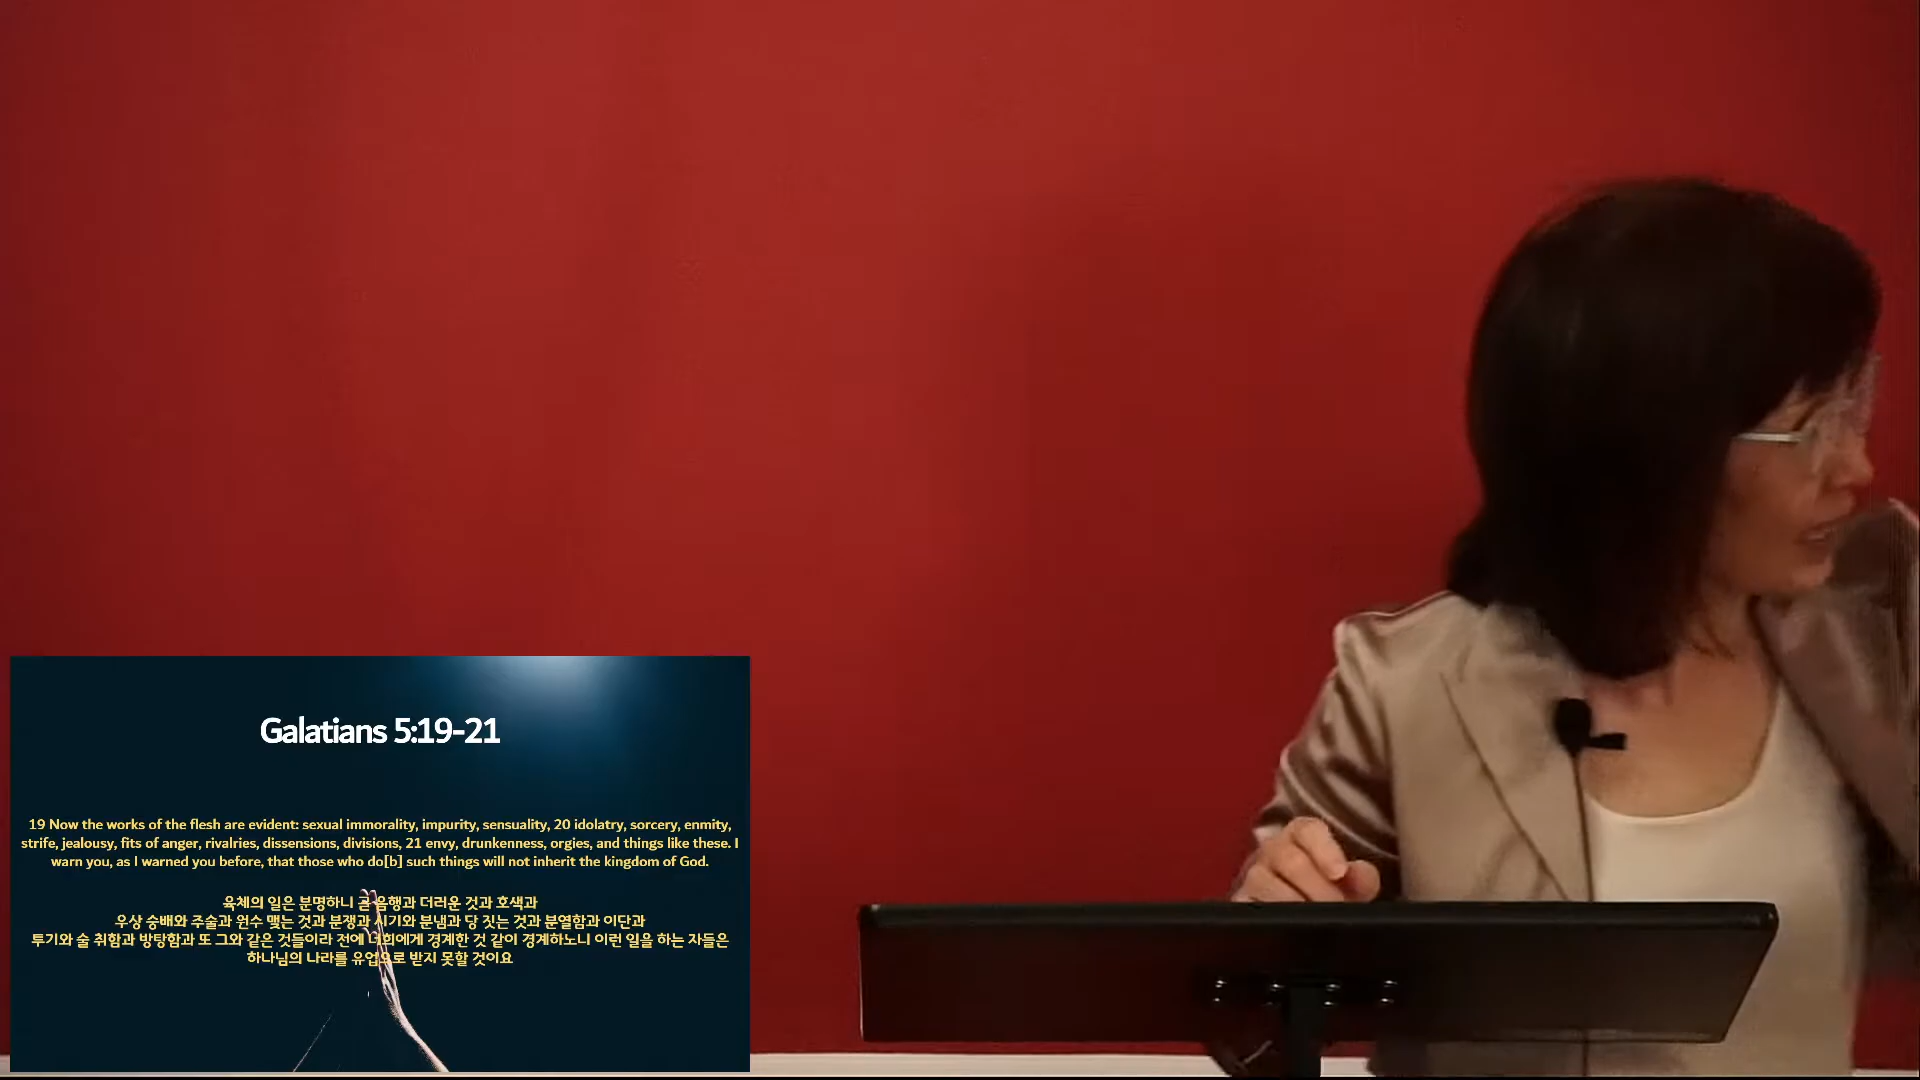 Galatians 5:19-21
19 Now the works of the flesh are evident: sexual immorality, impurity, sensuality, 20 idolatry, sorcery, enmity,
strife, jealousy, fits of anger, rivalries, dissensions, divisions, 21 envy, drunkenness, orgies, and things like these. I
warn you, as I warned you before, that those who do[b] such things will not inherit the kingdom of God.
육체의 일은 분명하니 곧 음행과 더러운 것과 호색과
우상 숭배와 주술과 원수 맺는 것과 분쟁과 시기와 분냄과 당 짓는 것과 분열함과 이단과
투기와 술 취함과 방탕함과 또 그와 같은 것들이라 전에 너희에게 경계한 것 같이 경계하노니 이런 일을 하는 자들은
하나님의 나라를 유업으로 받지 못할 것이요